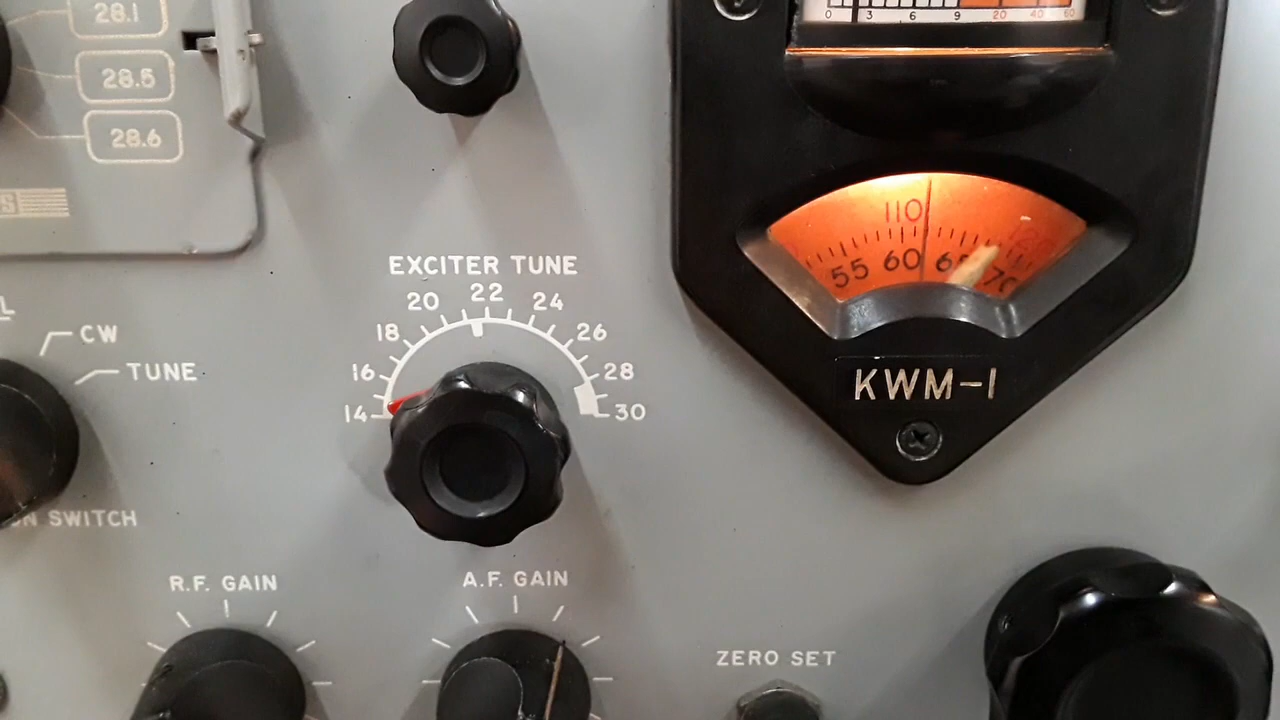 28.1
28.5
28.6
S
0 3 6 9 20 40 60
110
55 60 65 70
KWM-1
EXCITER TUNE
14 16 18 20 22 24 26 28 30
CW
TUNE
SWITCH
R.F. GAIN
A.F. GAIN
ZERO SET